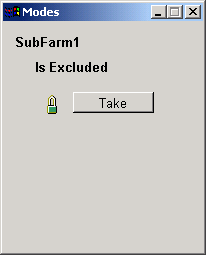 Modes
SubFarm1
Is Excluded
Take